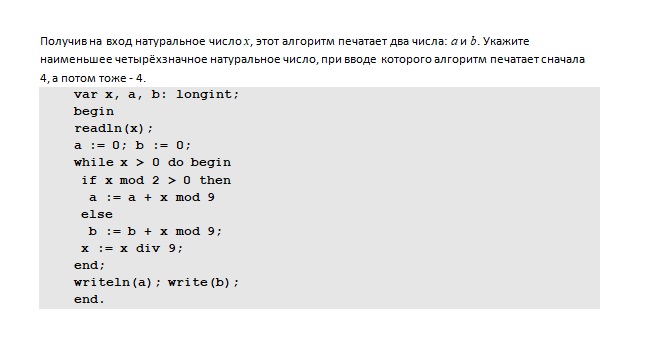 Получив на вход натуральное число x, этот алгоритм печатает два числа: a и b. Укажите
наименьшее четырёхзначное натуральное число, при вводе которого алгоритм печатает сначала
4, а потом тоже - 4.
var x, a, b: longint;
begin
readln(x);
a := 0; b := 0;
while x > 0 do begin
if x mod 2 > 0 then
a := a + x mod 9
else
b := b + x mod 9;
x := x div 9;
end;
writeln(a); write(b);
end.